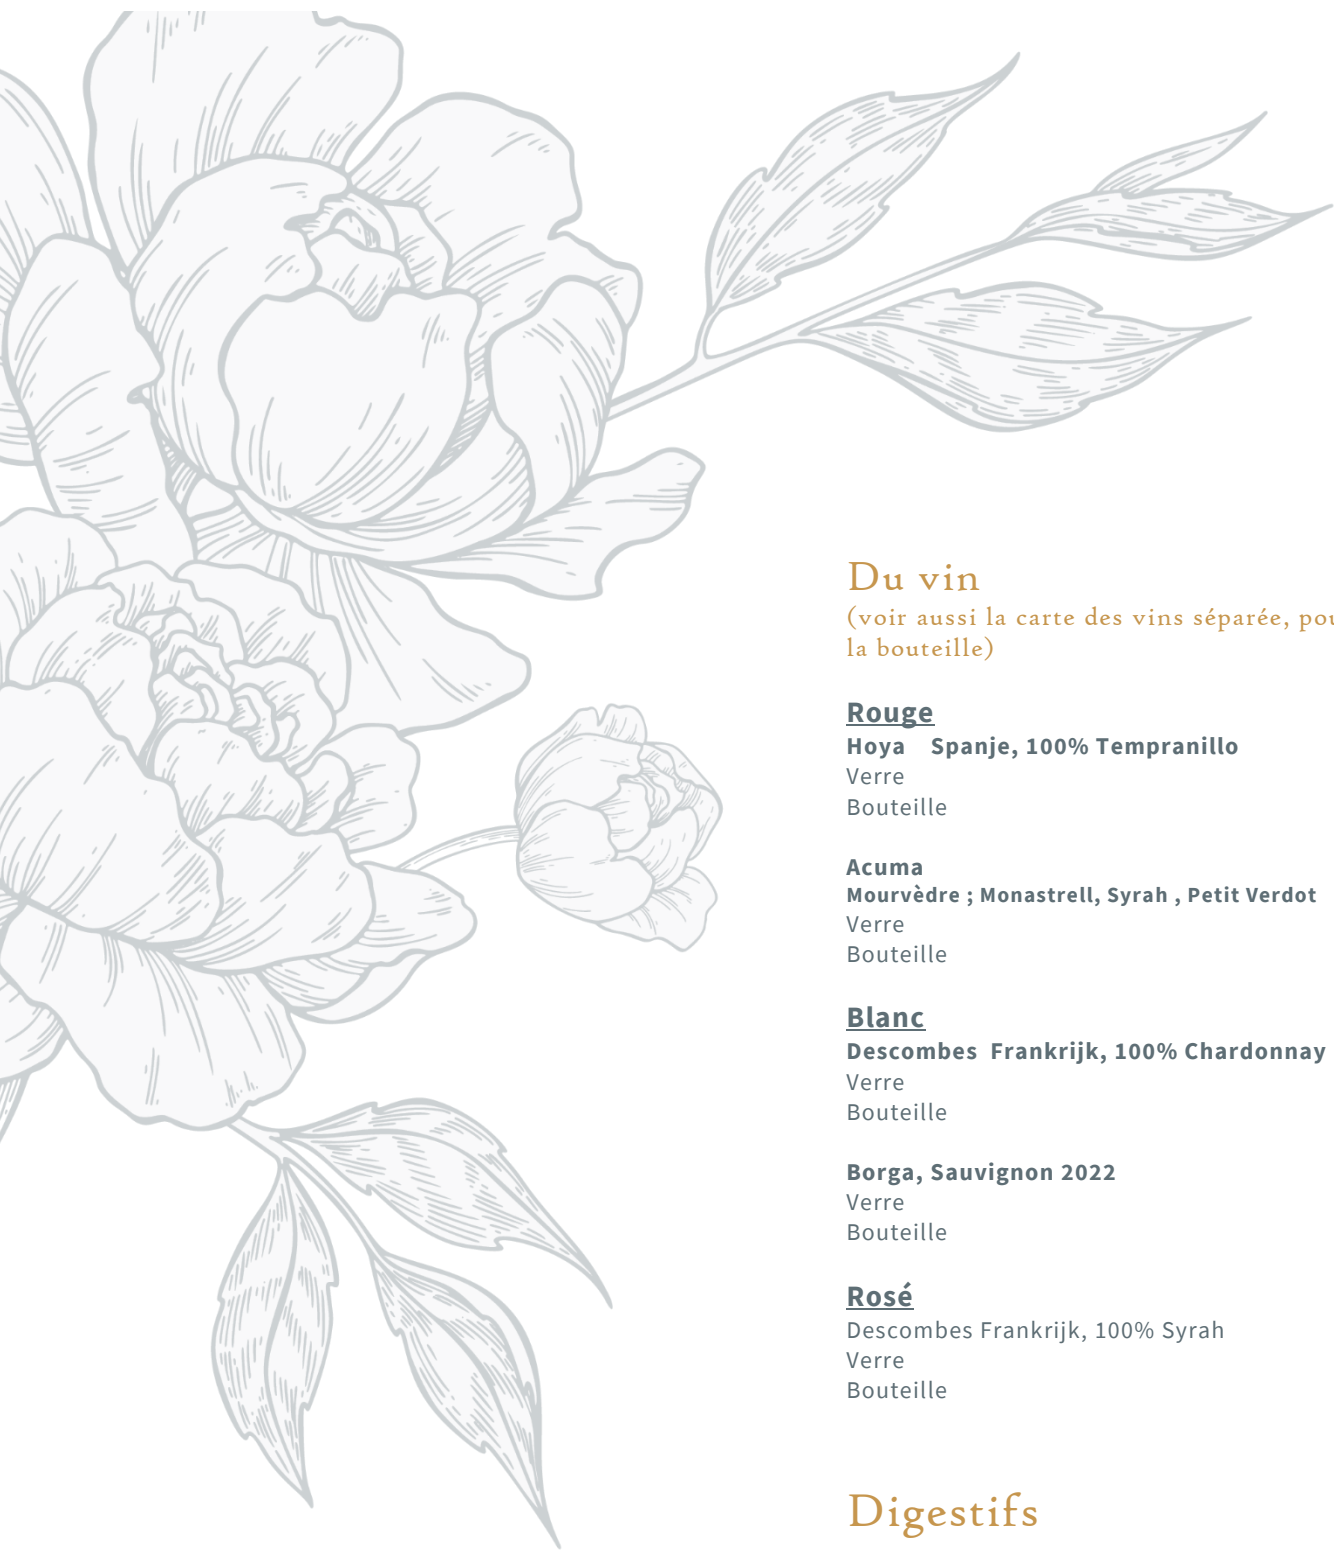 Du vin
(voir aussi la carte des vins séparée,
la bouteille)
Rouge
Hoya Spanje, 100% Tempranillo
Verre
Bouteille
Acuma
Mourvèdre ; Monastrell, Syrah , Petit Verdot
Verre
Bouteille
Blanc
Descombes Frankrijk, 100% Chardonnay
Verre
Bouteille
Borga, Sauvignon 2022
Verre
Bouteille
Rosé
Descombes Frankrijk, 100% Syrah
Verre
Bouteille
Digestifs